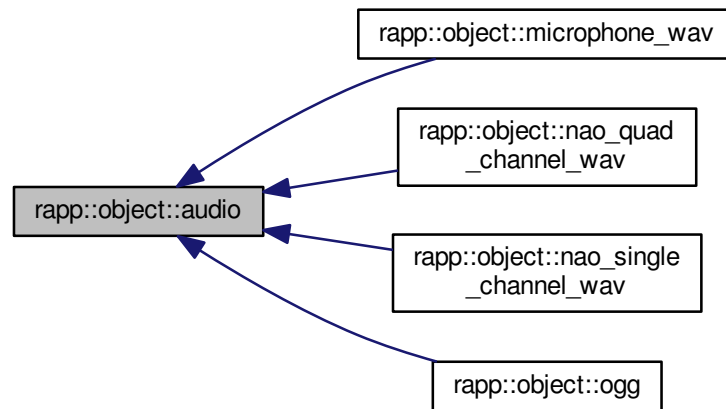 rapp::object::microphone_wav
rapp::object::nao_quad
_channel_wav
rapp::object::audio
rapp::object::nao_single
_channel_wav
rapp::object::ogg